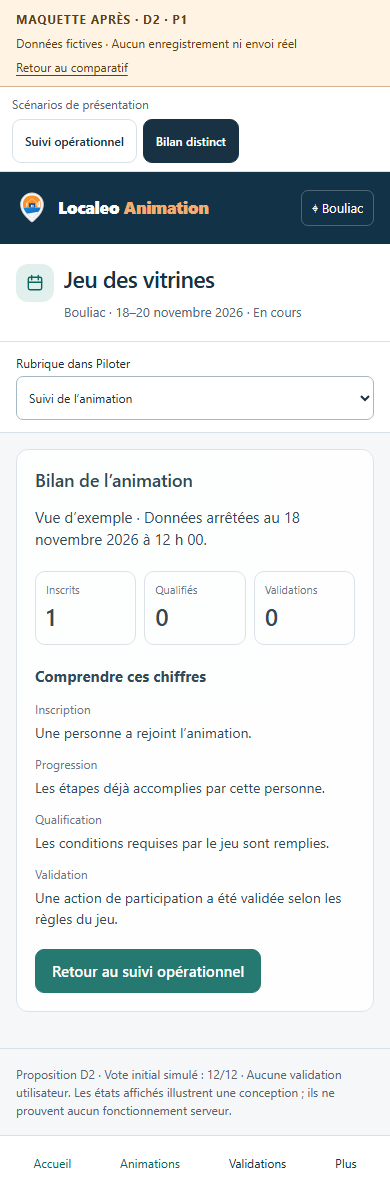 MAQUETTE APRÈS · D2 · P1
Données fictives · Aucun enregistrement ni envoi réel
Retour au comparatif
Scénarios de présentation
Suivi opérationnel
Bilan distinct
Localeo Animation
Bouliac
Jeu des vitrines
Bouliac · 18–20 novembre 2026 · En cours
Rubrique dans Piloter
Suivi de l’animation
Bilan de l’animation
Vue d’exemple · Données arrêtées au 18
novembre 2026 à 12 h 00.
Inscrits
1
Qualifiés
0
Validations
0
Comprendre ces chiffres
Inscription
Une personne a rejoint l’animation.
Progression
Les étapes déjà accomplies par cette personne.
Qualification
Les conditions requises par le jeu sont remplies.
Validation
Une action de participation a été validée selon les
règles du jeu.
Retour au suivi opérationnel
Proposition D2 · Vote initial simulé : 12/12 · Aucune validation
utilisateur. Les états affichés illustrent une conception ; ils ne
prouvent aucun fonctionnement serveur.
Accueil
Animations
Validations
Plus